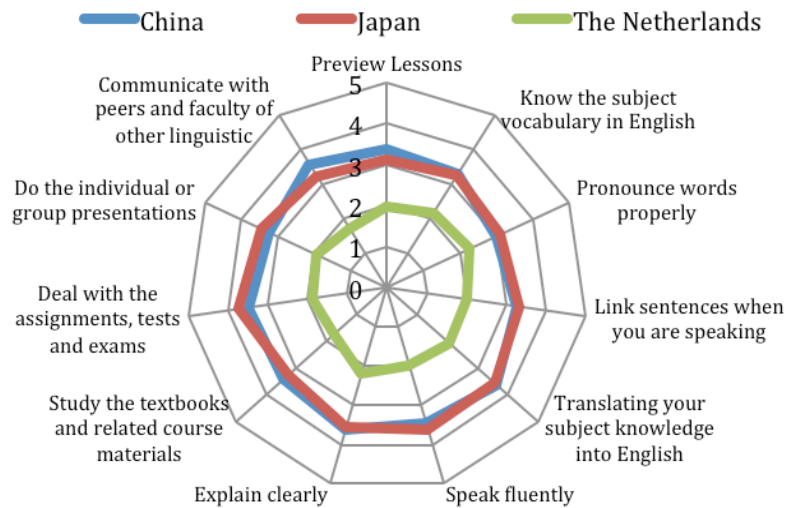 China
Japan
The Netherlands
Preview Lessons
Know the subject
vocabulary in English
Pronounce words
properly
Link sentences when
you are speaking
Translating your
subject knowledge
into English
Speak fluently
Explain clearly
Study the textbooks
and related course
materials
Deal with the
assignments, tests
and exams
Do the individual or
group presentations
Communicate with
peers and faculty of
other linguistic
5
4
3
2
1
0